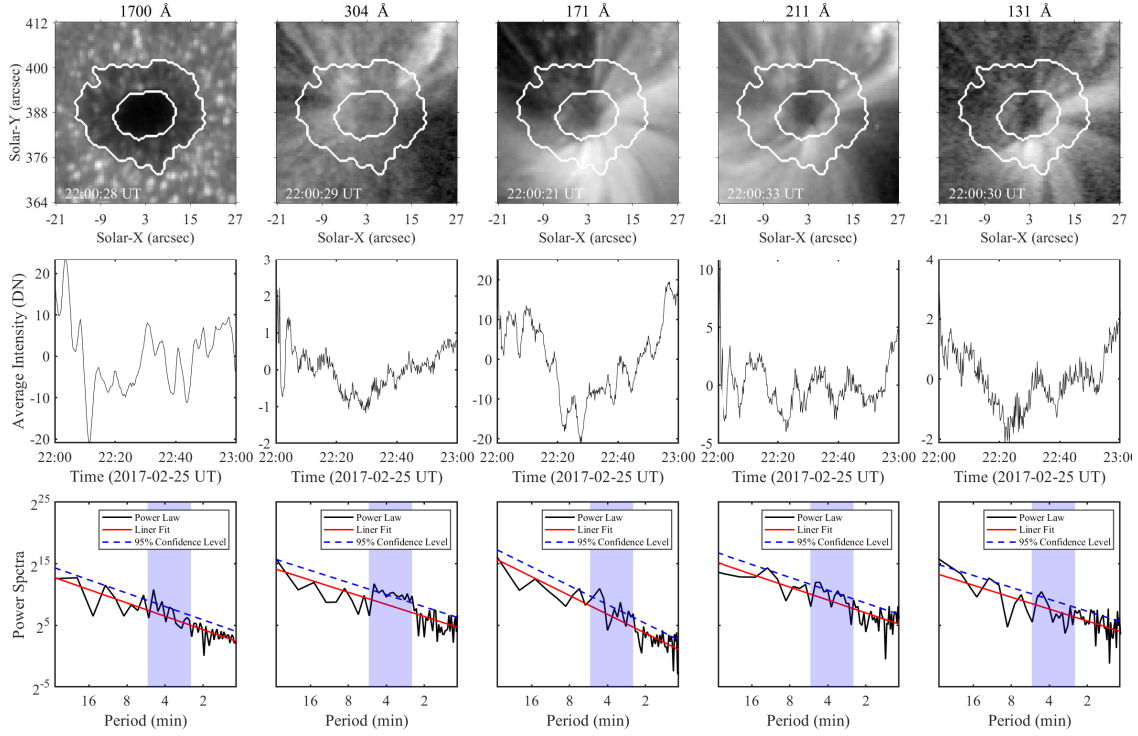 1700 Å 304 Å 171 Å 211 Å 131 Å
Solar-Y (arcsec)
412
400
388
376
364
22:00:28 UT 22:00:29 UT 22:00:21 UT 22:00:33 UT 22:00:30 UT
-21 -9 3 15 27 -21 -9 3 15 27 -21 -9 3 15 27 -21 -9 3 15 27 -21 -9 3 15 27
Solar-X (arcsec) Solar-X (arcsec) Solar-X (arcsec) Solar-X (arcsec) Solar-X (arcsec)
Average Intensity (DN)
20 10 0 -10 -20
3 2 1 0 -1 -2
20 10 0 -10 -20
10 5 0 -5
4 2 0 -2
22:00 22:20 22:40 23:00 22:00 22:20 22:40 23:00 22:00 22:20 22:40 23:00 22:00 22:20 22:40 23:00 22:00 22:20 22:40 23:00
Time (2017-02-25 UT) Time (2017-02-25 UT) Time (2017-02-25 UT) Time (2017-02-25 UT) Time (2017-02-25 UT)
Power Spctra
2^25
2^15
2^5
2^-5
Power Law Power Law Power Law Power Law Power Law
Liner Fit Liner Fit Liner Fit Liner Fit Liner Fit
95% Confidence Level 95% Confidence Level 95% Confidence Level 95% Confidence Level 95% Confidence Level
16 8 4 2 16 8 4 2 16 8 4 2 16 8 4 2 16 8 4 2
Period (min) Period (min) Period (min) Period (min) Period (min)